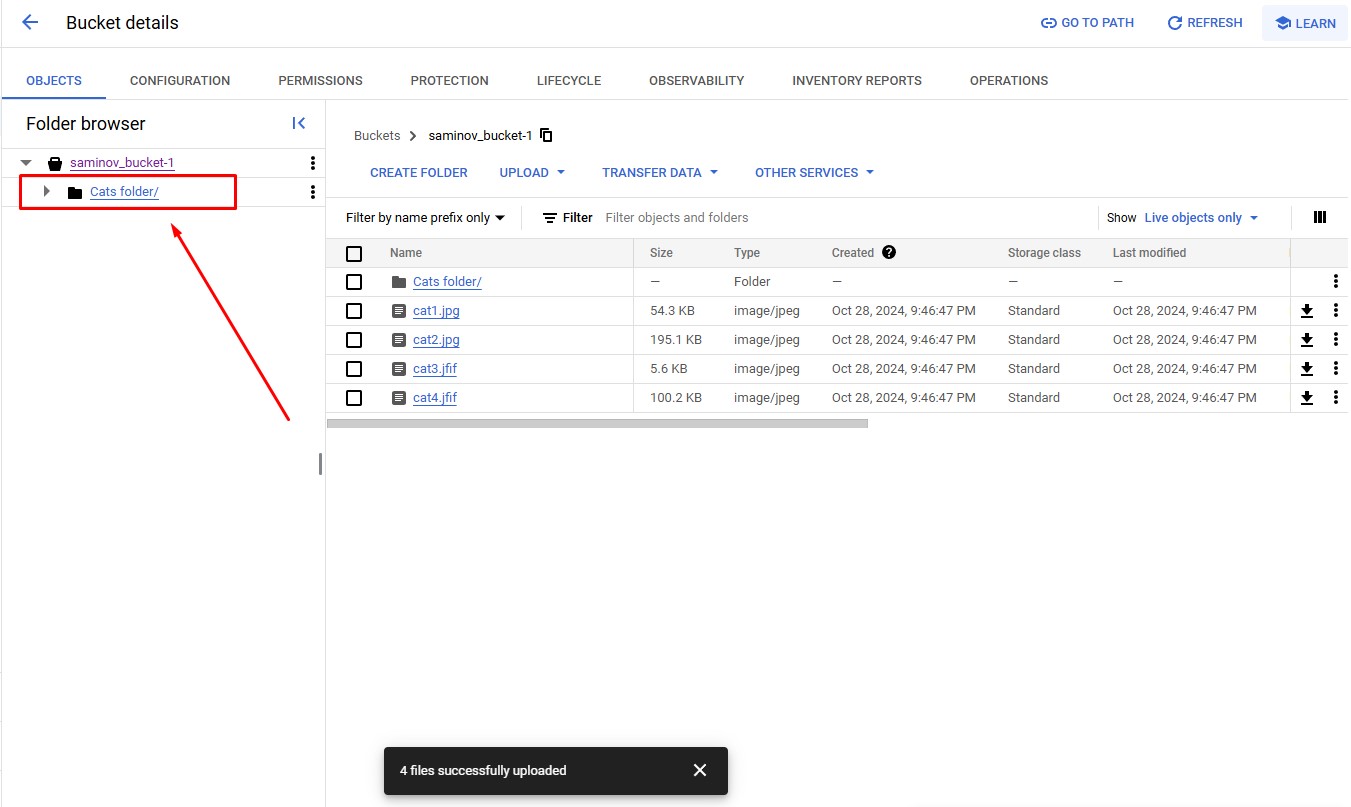 Bucket details
GO TO PATH
REFRESH
LEARN
OBJECTS CONFIGURATION PERMISSIONS PROTECTION LIFECYCLE OBSERVABILITY INVENTORY REPORTS OPERATIONS
Folder browser
saminov_bucket-1
Cats folder/
Buckets > saminov_bucket-1
CREATE FOLDER UPLOAD TRANSFER DATA OTHER SERVICES
Filter by name prefix only Filter Filter objects and folders Show Live objects only
Name Size Type Created Storage class Last modified
Cats folder/ — Folder — — —
cat1.jpg 54.3 KB image/jpeg Oct 28, 2024, 9:46:47 PM Standard Oct 28, 2024, 9:46:47 PM
cat2.jpg 195.1 KB image/jpeg Oct 28, 2024, 9:46:47 PM Standard Oct 28, 2024, 9:46:47 PM
cat3.jfif 5.6 KB image/jpeg Oct 28, 2024, 9:46:47 PM Standard Oct 28, 2024, 9:46:47 PM
cat4.jfif 100.2 KB image/jpeg Oct 28, 2024, 9:46:47 PM Standard Oct 28, 2024, 9:46:47 PM
4 files successfully uploaded